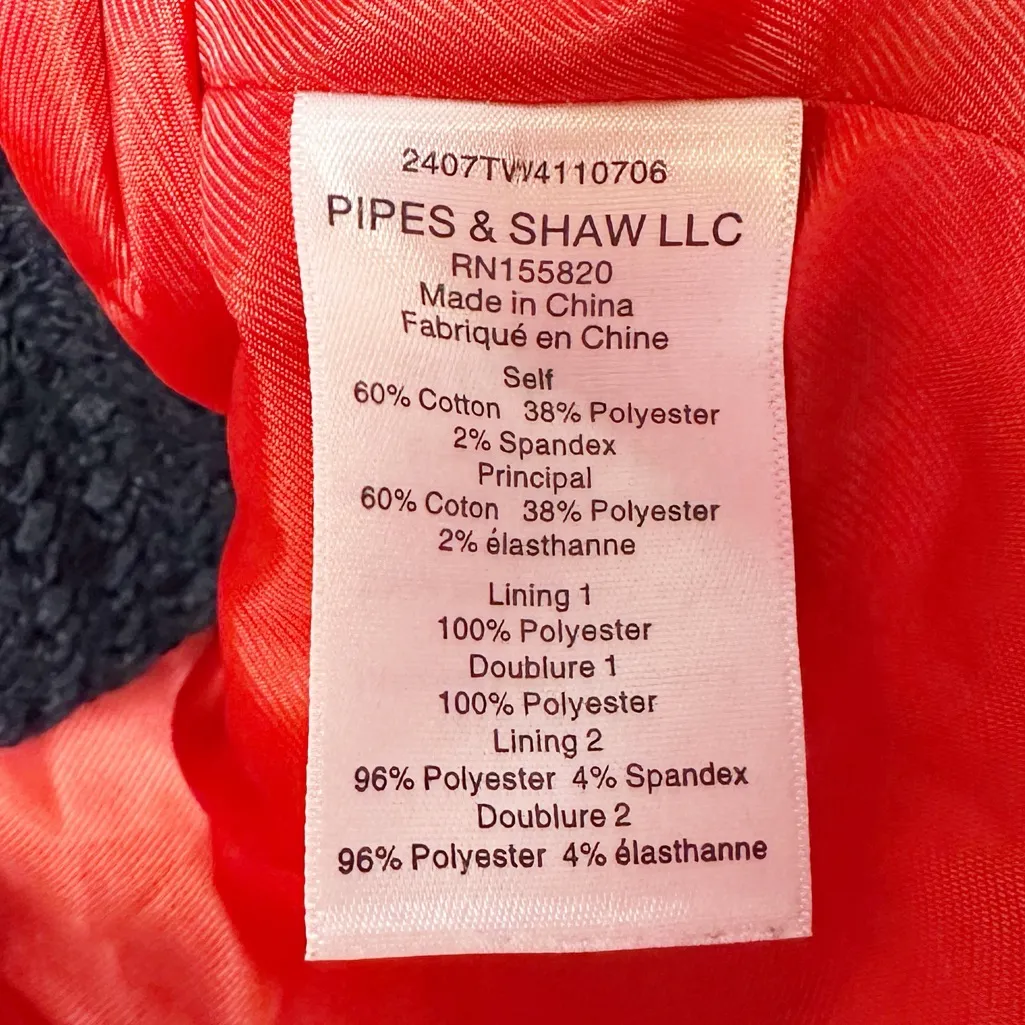 2407TW4110706
PIPES & SHAW LLC
RN155820
Made in China
Fabriqué en Chine
Self
60% Cotton 38% Polyester
2% Spandex
Principal
60% Coton 38% Polyester
2% élasthanne
Lining 1
100% Polyester
Doublure 1
100% Polyester
Lining 2
96% Polyester 4% Spandex
Doublure 2
96% Polyester 4% élasthanne